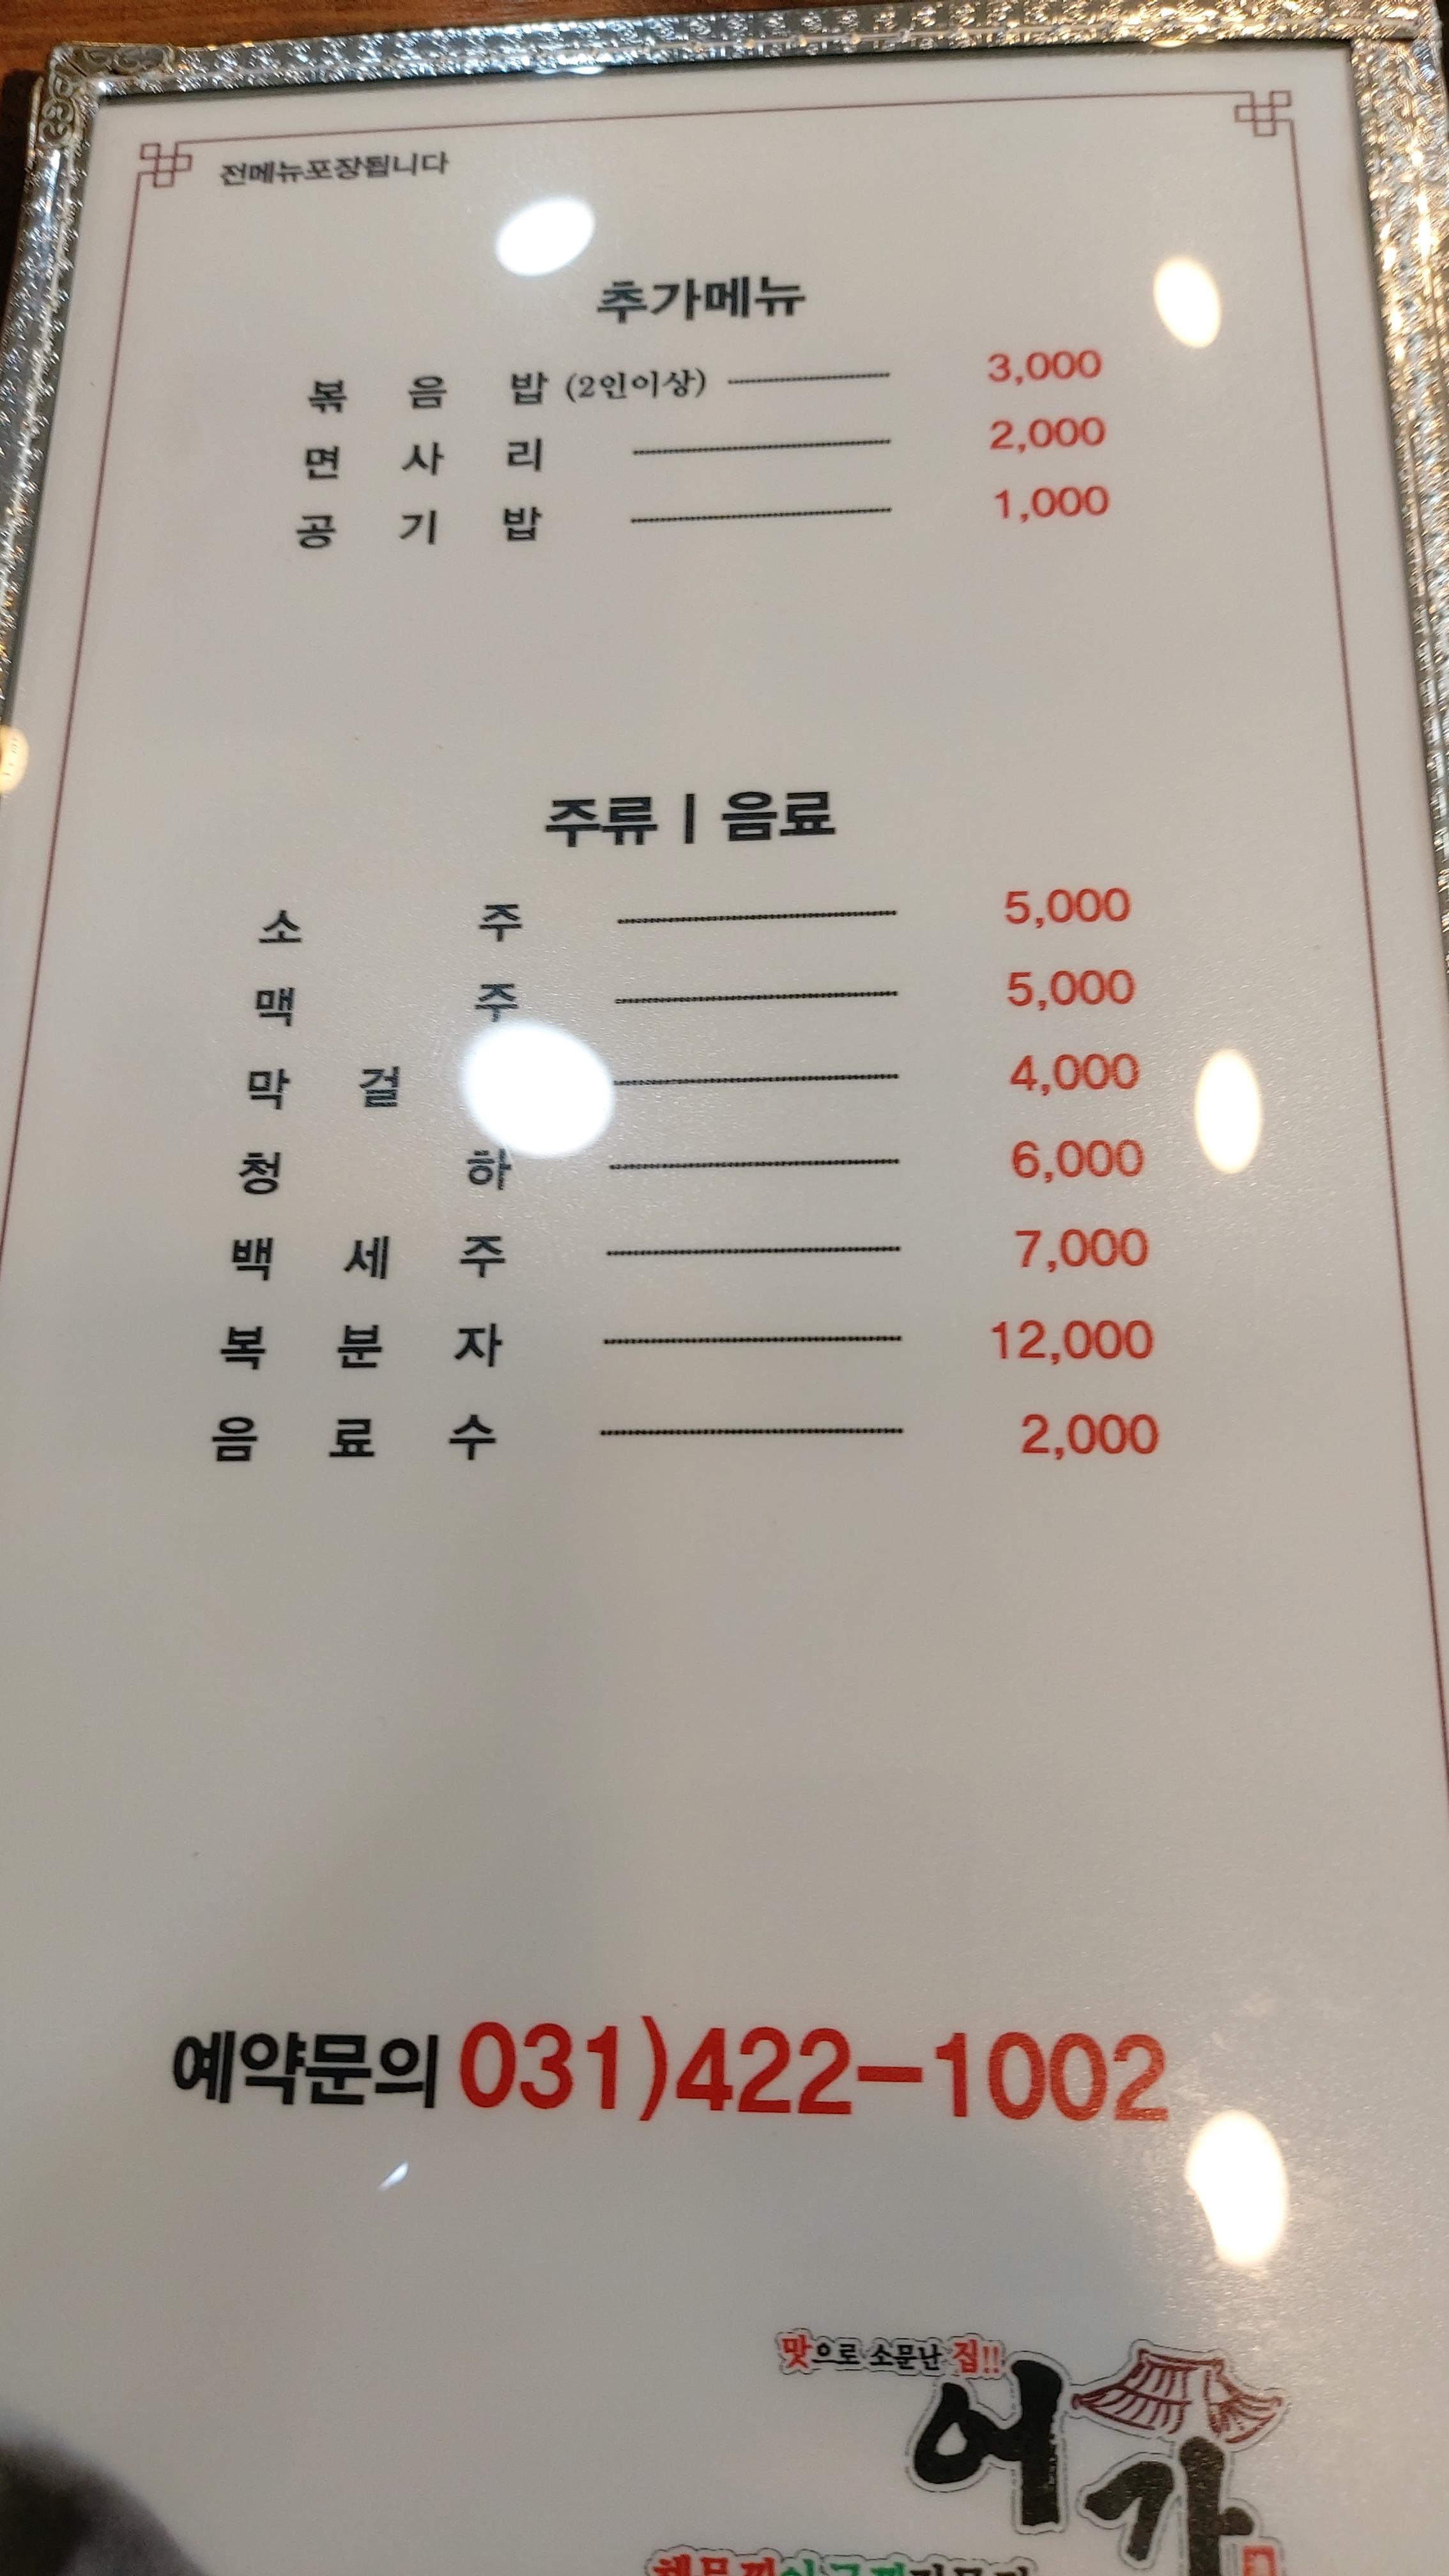 전메뉴포장됩니다
추가메뉴
볶 음 밥 (2인이상) 3,000
면 사 리 2,000
공 기 밥 1,000
주류 | 음료
소 주 5,000
맥 주 5,000
막 걸 4,000
청 하 6,000
백 세 주 7,000
복 분 자 12,000
음 료 수 2,000
예약문의 031)422-1002
맛으로 소문난 집!!
어가